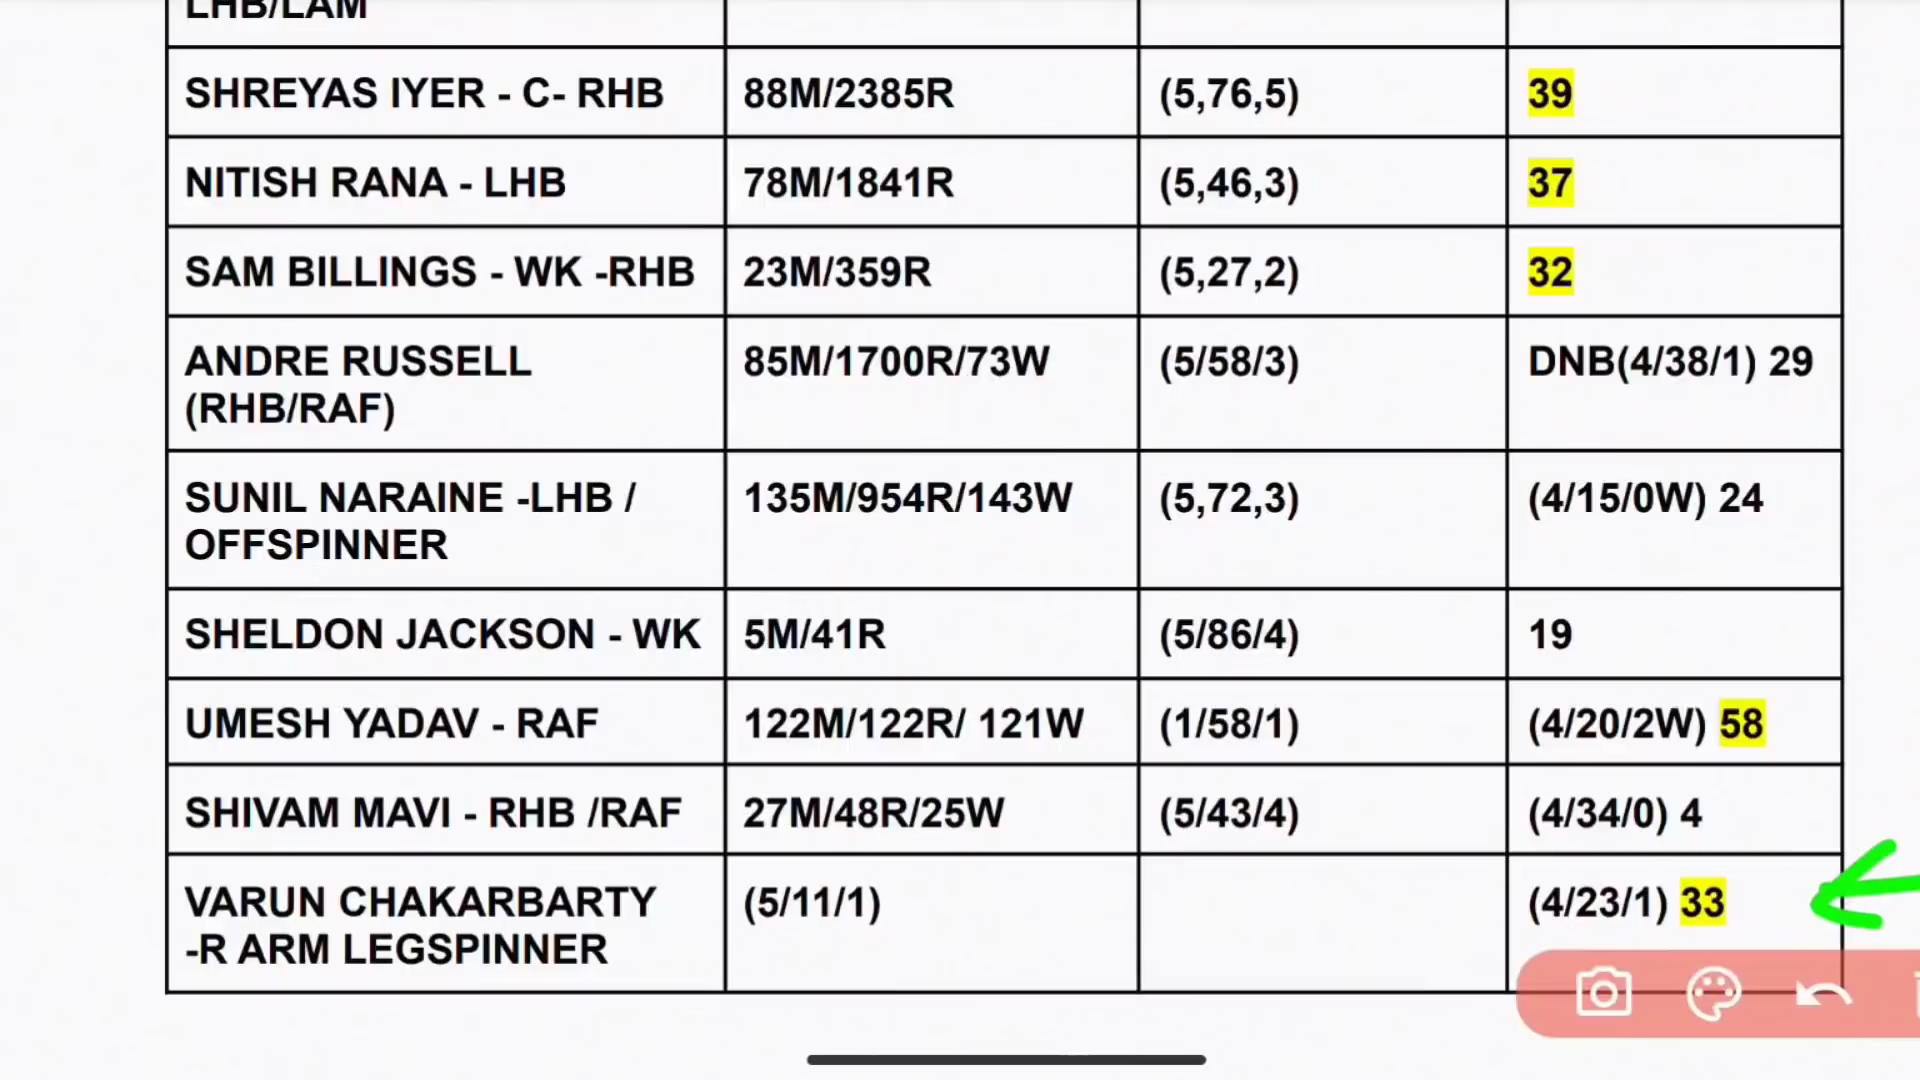 LHB/LAM
SHREYAS IYER - C- RHB 88M/2385R (5,76,5) 39
NITISH RANA - LHB 78M/1841R (5,46,3) 37
SAM BILLINGS - WK -RHB 23M/359R (5,27,2) 32
ANDRE RUSSELL 85M/1700R/73W (5/58/3) DNB(4/38/1) 29
(RHB/RAF)
SUNIL NARAINE -LHB / 135M/954R/143W (5,72,3) (4/15/0W) 24
OFFSPINNER
SHELDON JACKSON - WK 5M/41R (5/86/4) 19
UMESH YADAV - RAF 122M/122R/ 121W (1/58/1) (4/20/2W) 58
SHIVAM MAVI - RHB /RAF 27M/48R/25W (5/43/4) (4/34/0) 4
VARUN CHAKARBARTY (5/11/1) (4/23/1) 33
-R ARM LEGSPINNER